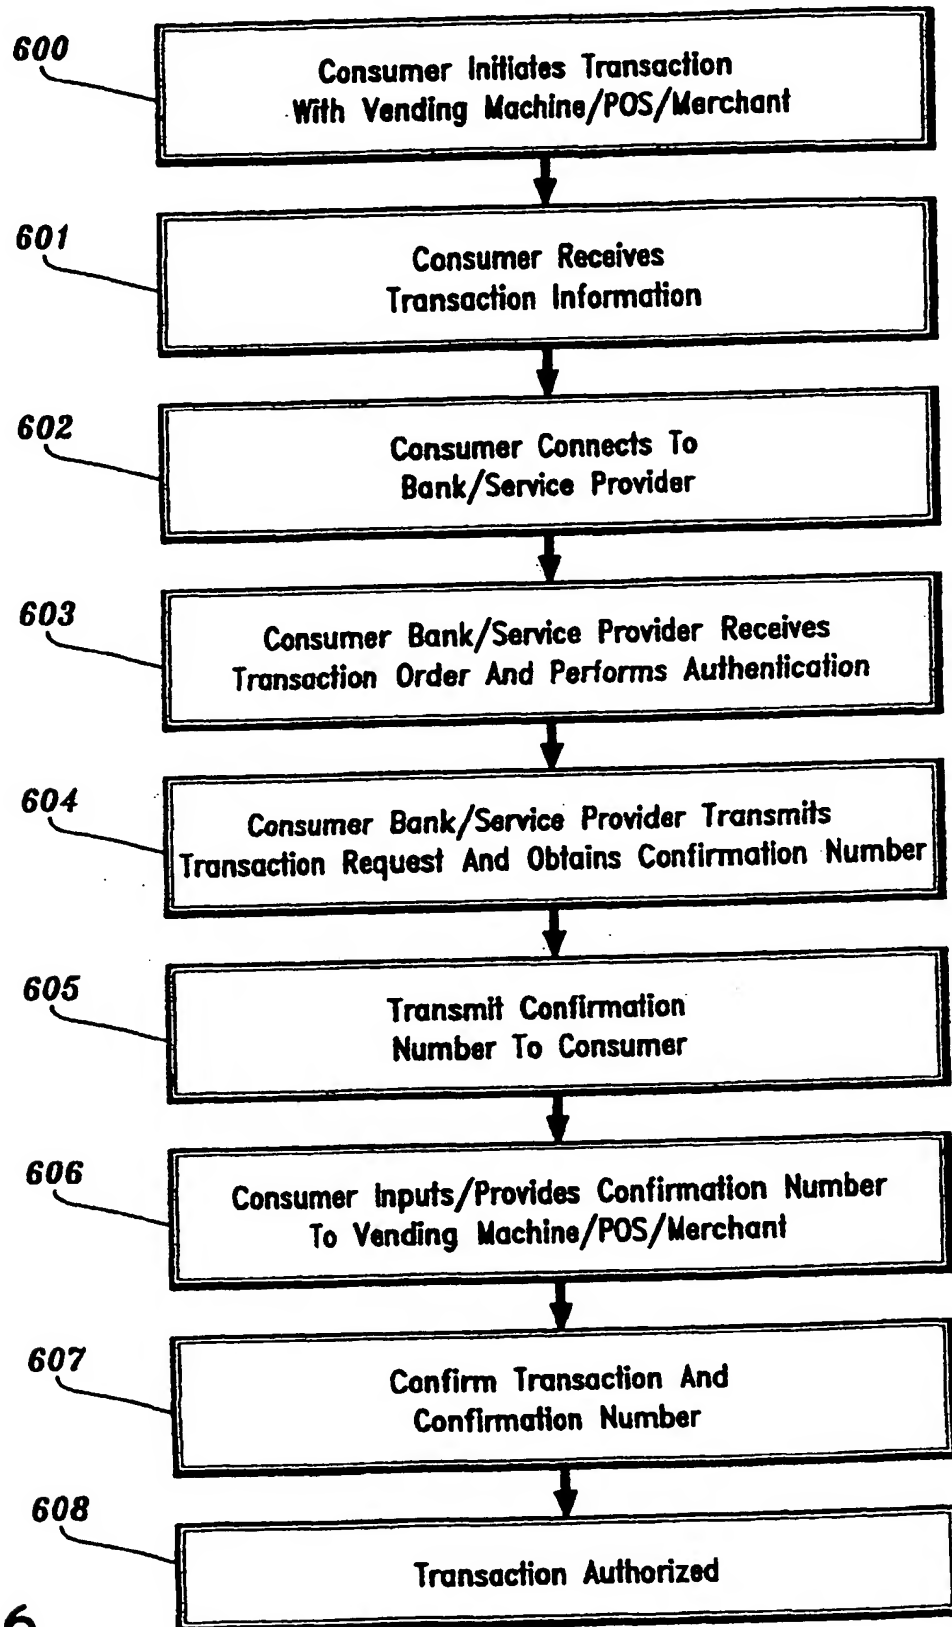 600
Consumer Initiates Transaction
With Vending Machine/POS/Merchant
601
Consumer Receives
Transaction Information
602
Consumer Connects To
Bank/Service Provider
603
Consumer Bank/Service Provider Receives
Transaction Order And Performs Authentication
604
Consumer Bank/Service Provider Transmits
Transaction Request And Obtains Confirmation Number
605
Transmit Confirmation
Number To Consumer
606
Consumer Inputs/Provides Confirmation Number
To Vending Machine/POS/Merchant
607
Confirm Transaction And
Confirmation Number
608
Transaction Authorized